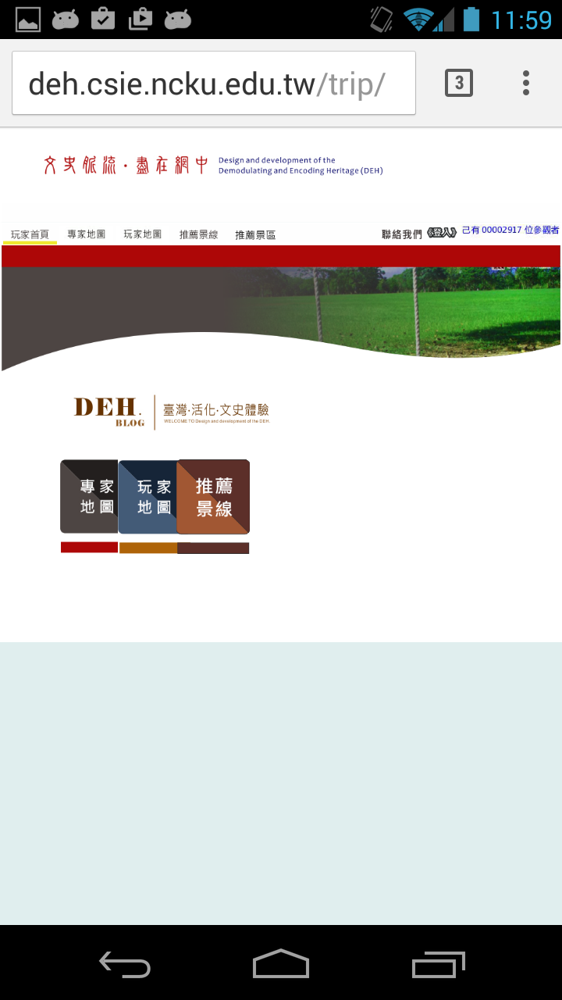 11:59
deh.csie.ncku.edu.tw/trip/
3
文史脈流·盡在網中
Design and development of the
Demodulating and Encoding Heritage (DEH)
玩家首頁 專家地圖 玩家地圖 推薦景線 推薦景區 聯絡我們 《登入》 己有 00002917 位參觀者
DEH.
BLOG
臺灣·活化·文史體驗
WELCOME TO Design and development of the DEH.
專家
地圖
玩家
地圖
推薦
景線